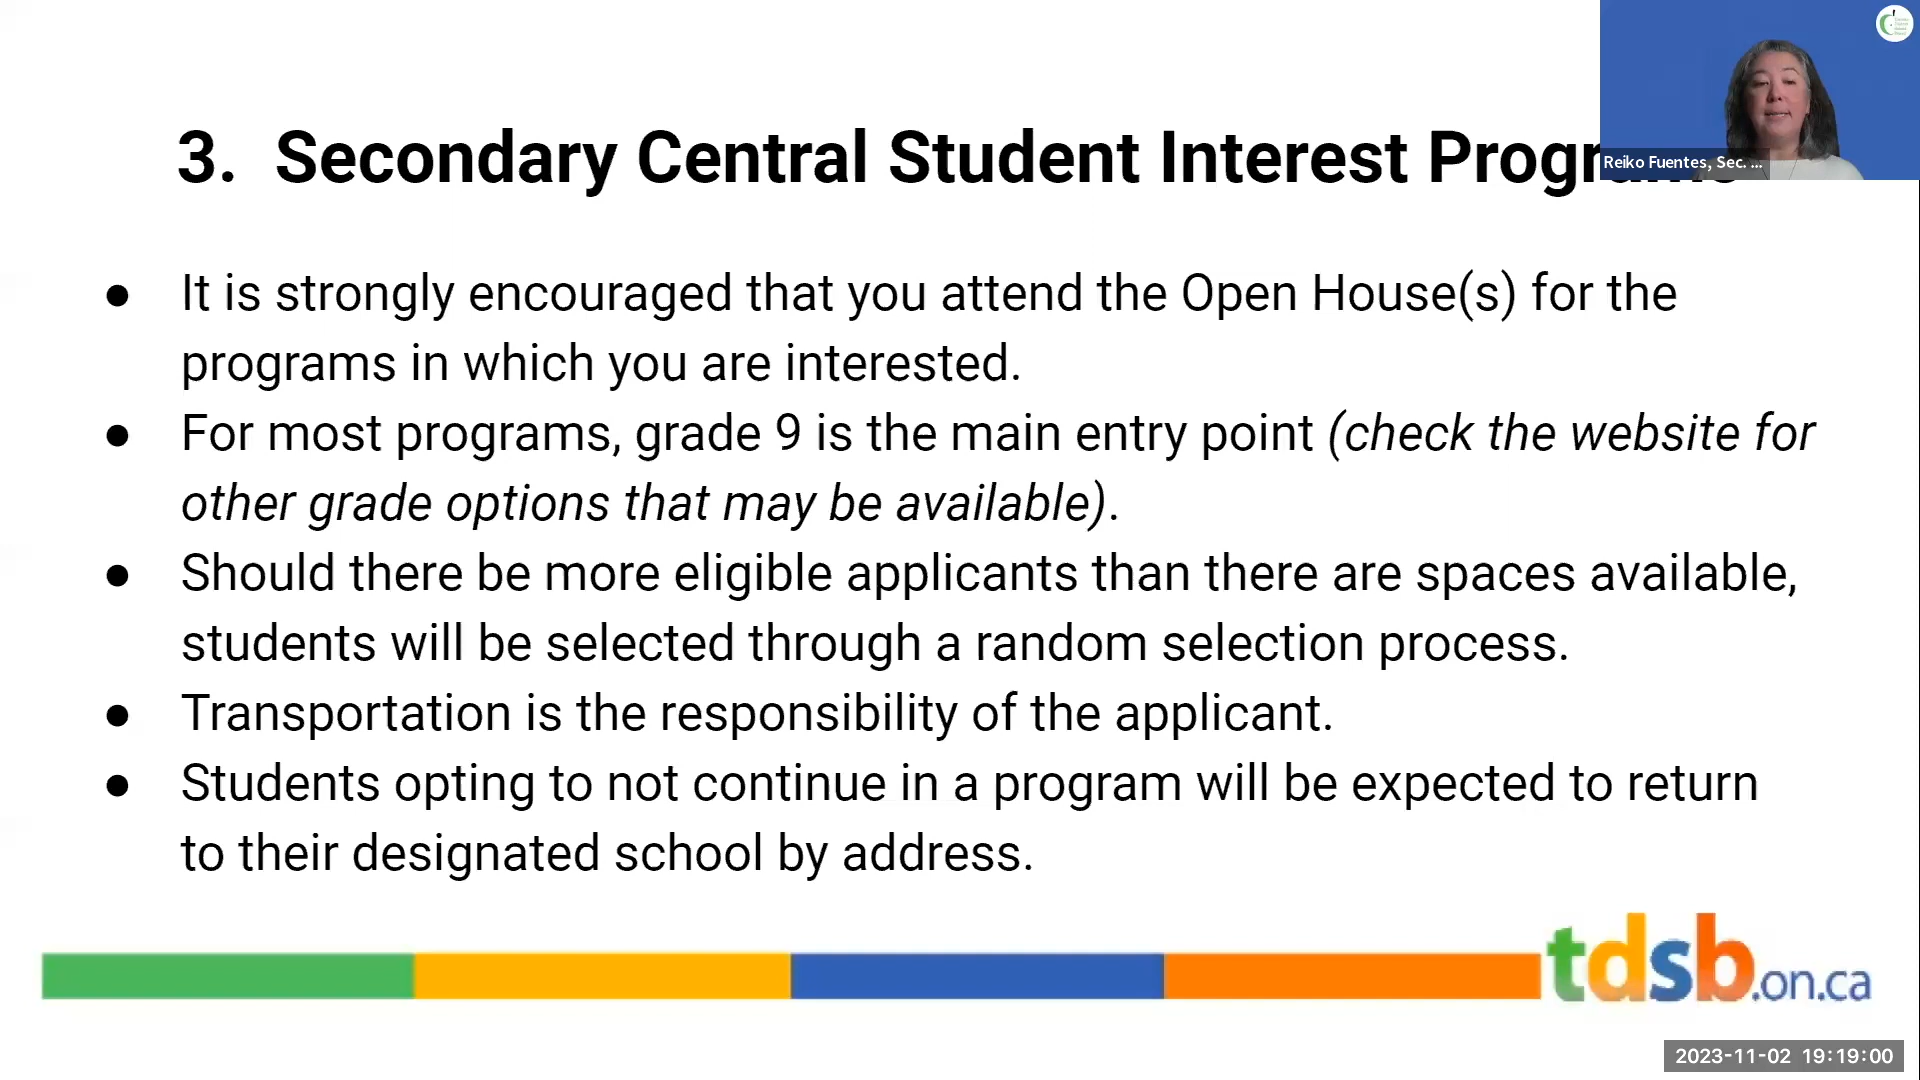 3. Secondary Central Student Interest Programs
Reiko Fuentes, Sec. ...
● It is strongly encouraged that you attend the Open House(s) for the
programs in which you are interested.
● For most programs, grade 9 is the main entry point (check the website for
other grade options that may be available).
● Should there be more eligible applicants than there are spaces available,
students will be selected through a random selection process.
● Transportation is the responsibility of the applicant.
● Students opting to not continue in a program will be expected to return
to their designated school by address.
tdsb.on.ca
2023-11-02 19:19:00